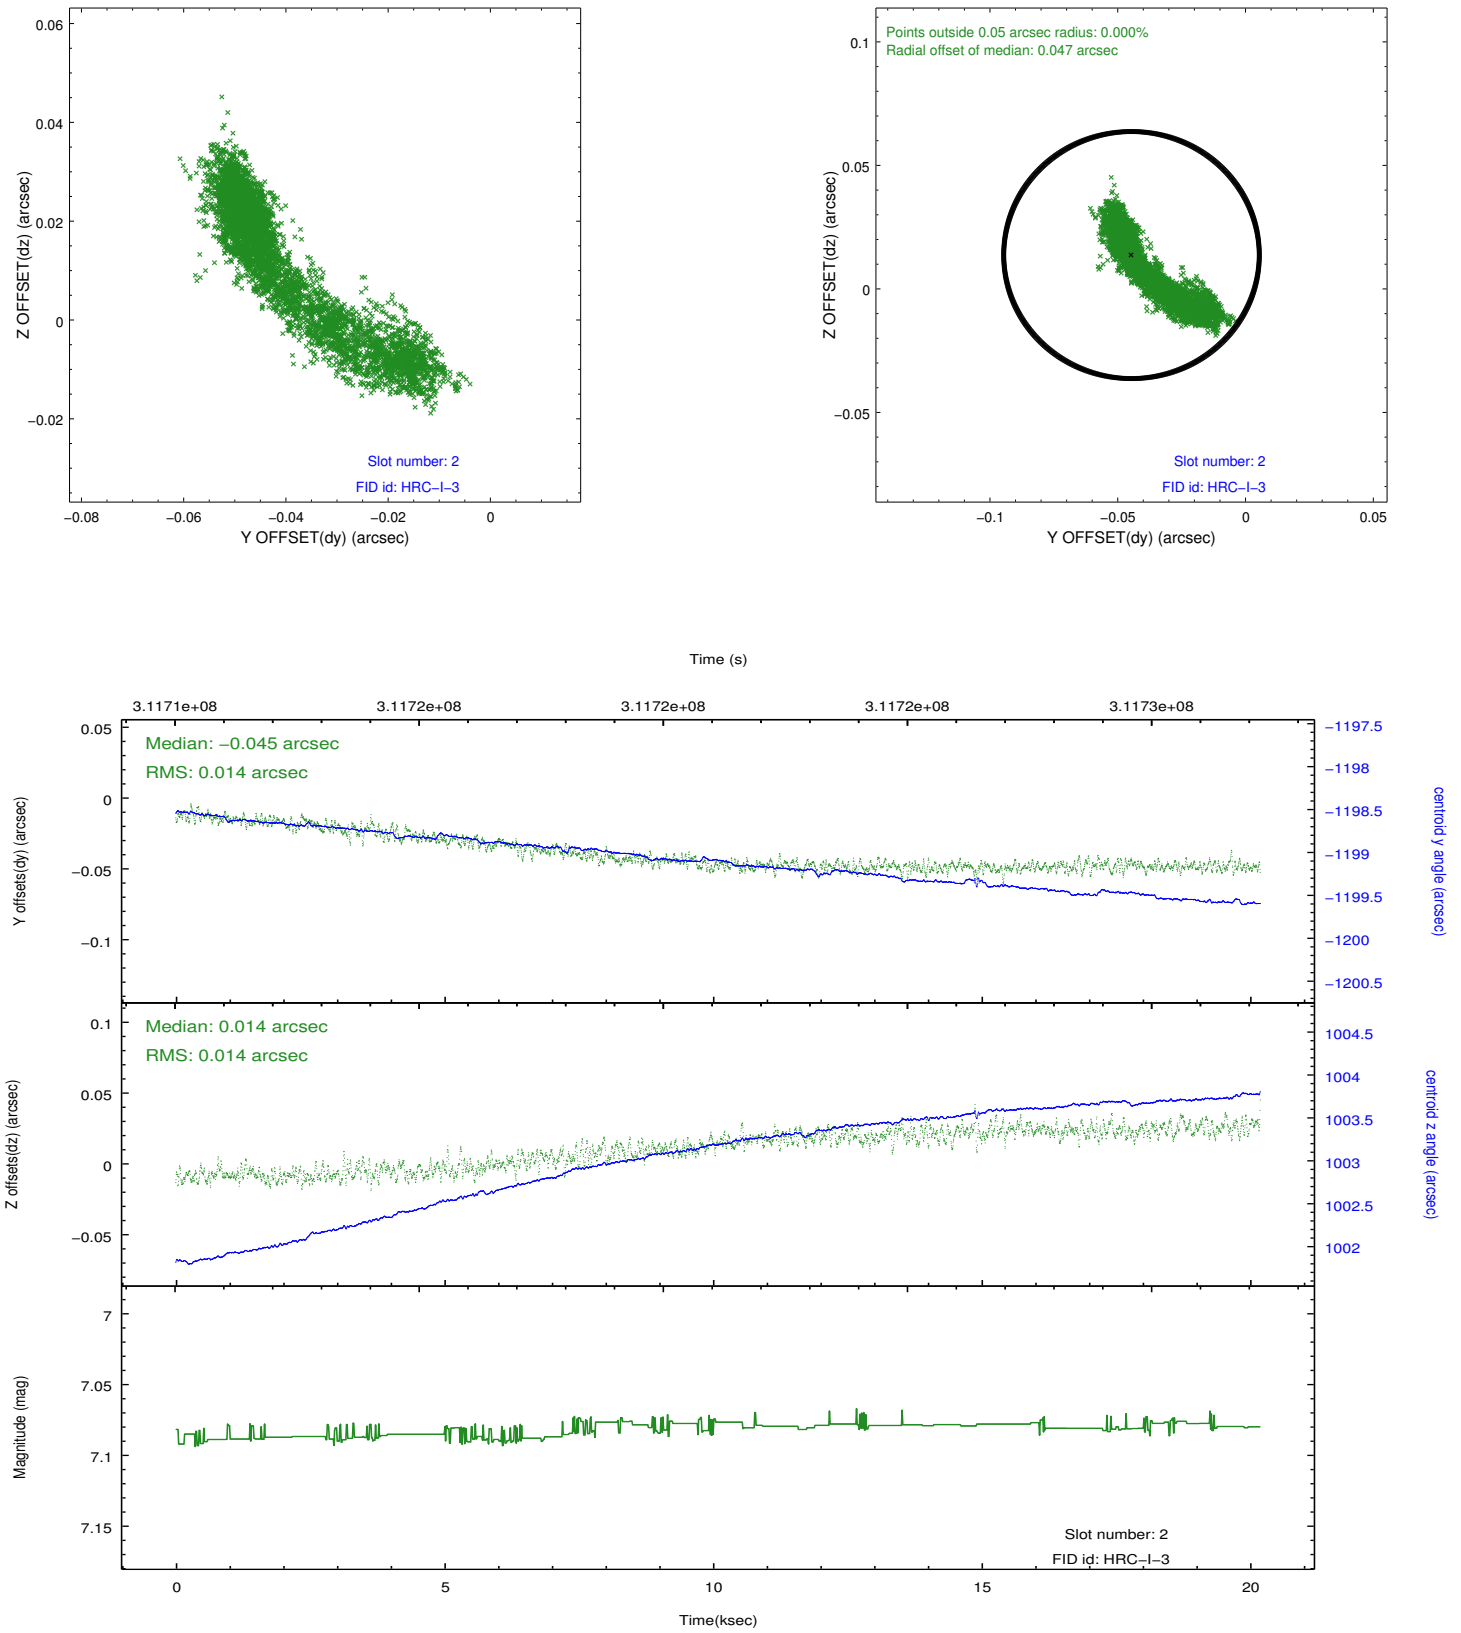 0.06
0.04
0.02
0
−0.02
Z OFFSET(dz) (arcsec)
Slot number: 2
FID id: HRC−I−3
−0.08 −0.06 −0.04 −0.02 0
Y OFFSET(dy) (arcsec)
Points outside 0.05 arcsec radius: 0.000%
Radial offset of median: 0.047 arcsec
0.1
0.05
0
−0.05
Z OFFSET(dz) (arcsec)
Slot number: 2
FID id: HRC−I−3
−0.1 −0.05 0 0.05
Y OFFSET(dy) (arcsec)
Time (s)
3.1171e+08 3.1172e+08 3.1172e+08 3.1172e+08 3.1173e+08
Median: −0.045 arcsec
RMS: 0.014 arcsec
0.05
0
−0.05
−0.1
Y offsets(dy) (arcsec)
−1197.5
−1198
−1198.5
−1199
−1199.5
−1200
−1200.5
centroid y angle (arcsec)
Median: 0.014 arcsec
RMS: 0.014 arcsec
0.1
0.05
0
−0.05
Z offsets(dz) (arcsec)
1004.5
1004
1003.5
1003
1002.5
1002
centroid z angle (arcsec)
7
7.05
7.1
7.15
Magnitude (mag)
Slot number: 2
FID id: HRC−I−3
0 5 10 15 20
Time(ksec)